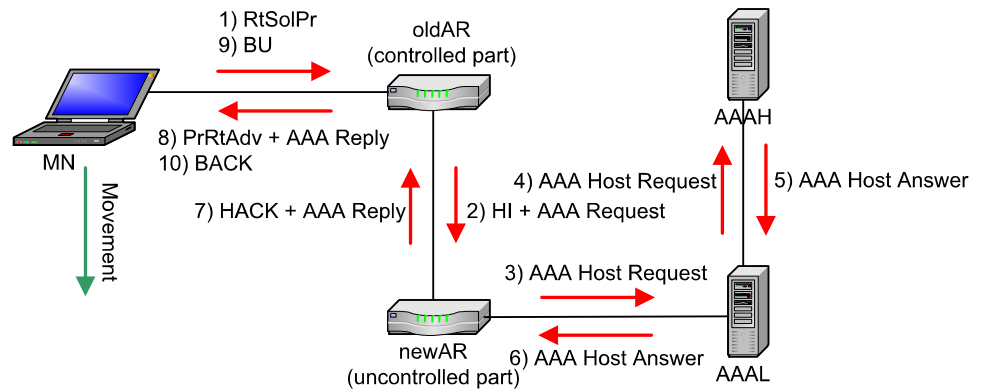 1) RtSolPr
9) BU
oldAR
(controlled part)
MN
8) PrRtAdv + AAA Reply
10) BACK
AAAH
Movement
7) HACK + AAA Reply
2) HI + AAA Request
4) AAA Host Request
5) AAA Host Answer
3) AAA Host Request
newAR
(uncontrolled part)
6) AAA Host Answer
AAAL